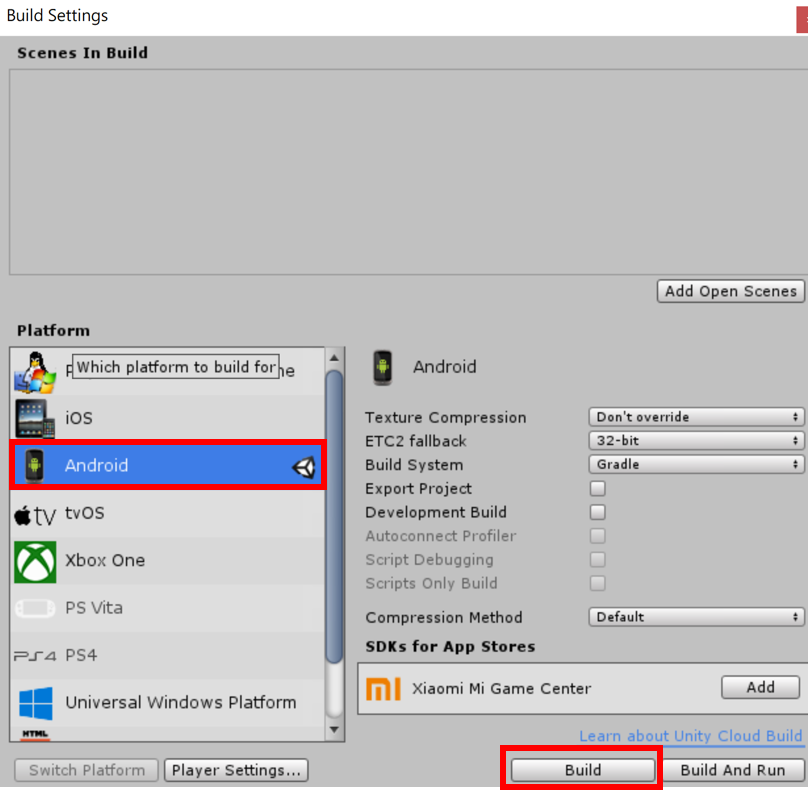 Build Settings
Scenes In Build
Add Open Scenes
Platform
Which platform to build for
iOS
Android
tv tvOS
Xbox One
PS Vita
PS4 PS4
Universal Windows Platform
HTML
Switch Platform
Player Settings...
Android
Texture Compression Don't override
ETC2 fallback 32-bit
Build System Gradle
Export Project
Development Build
Autoconnect Profiler
Script Debugging
Scripts Only Build
Compression Method Default
SDKs for App Stores
Xiaomi Mi Game Center Add
Learn about Unity Cloud Build
Build
Build And Run